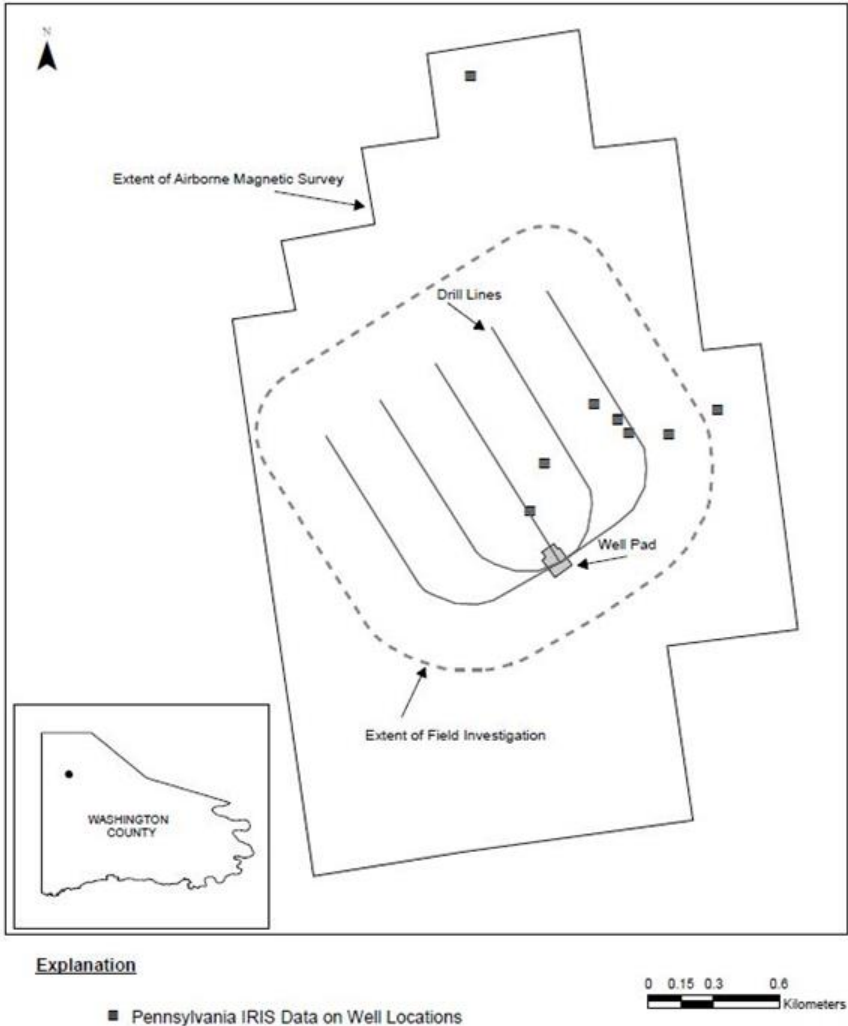 N
Extent of Airborne Magnetic Survey
Drill Lines
Well Pad
Extent of Field Investigation
WASHINGTON
COUNTY
Explanation
0 0.15 0.3 0.6
Kilometers
Pennsylvania IRIS Data on Well Locations